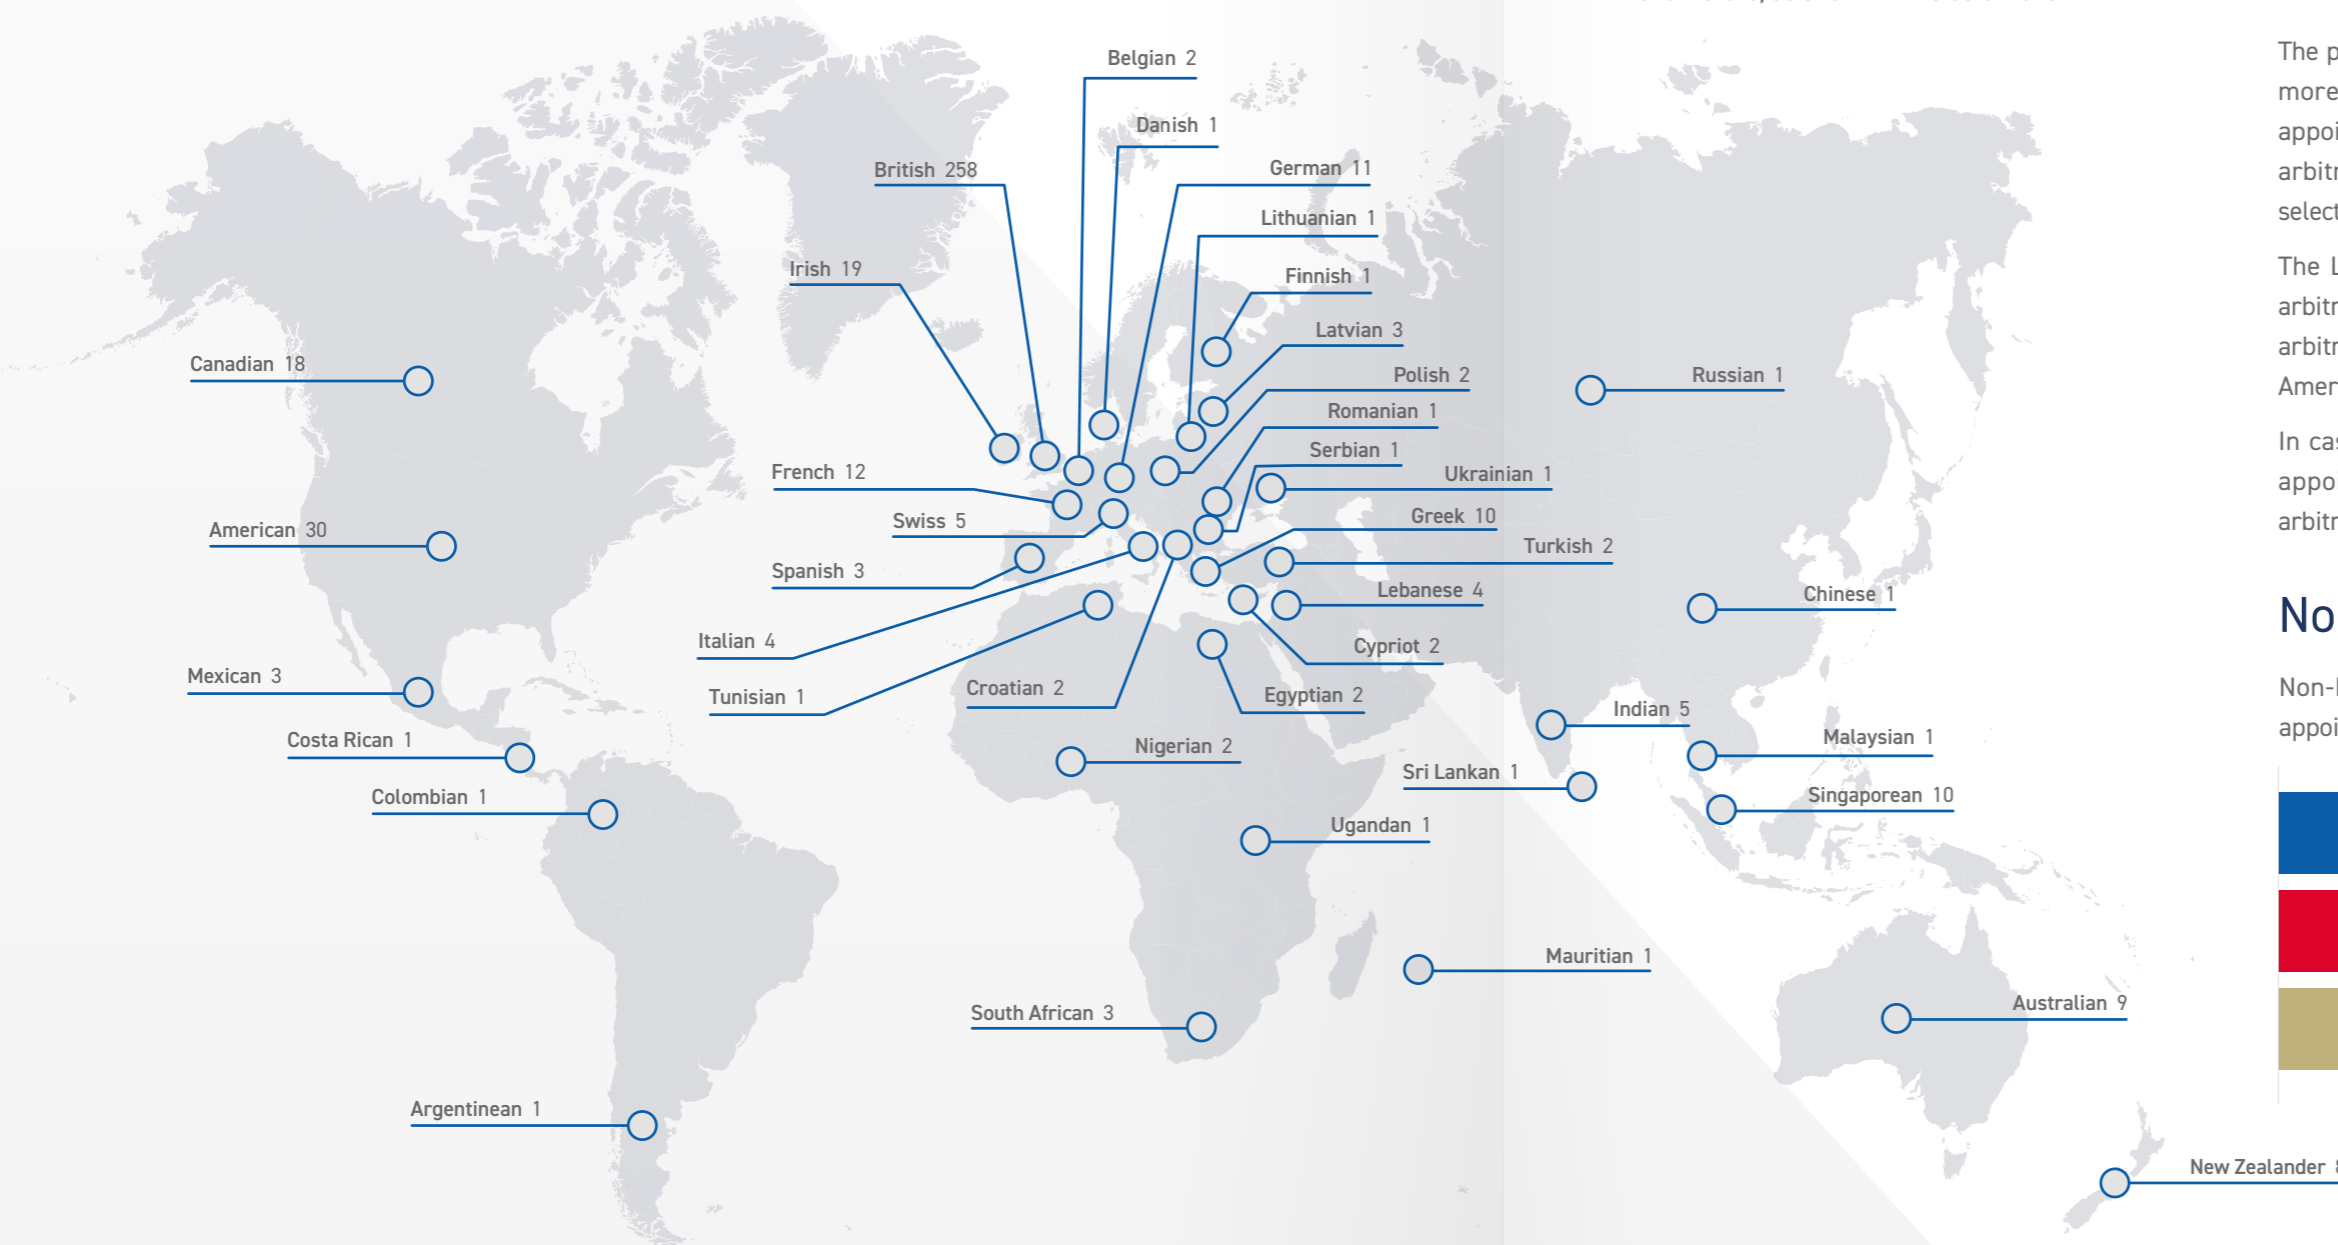 Belgian 2
Danish 1
British 258
German 11
Lithuanian 1
Irish 19
Finnish 1
Latvian 3
Canadian 18
Polish 2
Russian 1
Romanian 1
Serbian 1
French 12
Ukrainian 1
Swiss 5
Greek 10
American 30
Turkish 2
Spanish 3
Lebanese 4
Chinese 1
Italian 4
Cypriot 2
Mexican 3
Tunisian 1
Croatian 2
Egyptian 2
Indian 5
Costa Rican 1
Nigerian 2
Malaysian 1
Sri Lankan 1
Colombian 1
Singaporean 10
Ugandan 1
Mauritian 1
South African 3
Australian 9
Argentinean 1
New Zealander
The p
more
appoi
arbitr
select
The L
arbitr
arbitr
Amer
In cas
appo
arbitr
No
Non-
appoi